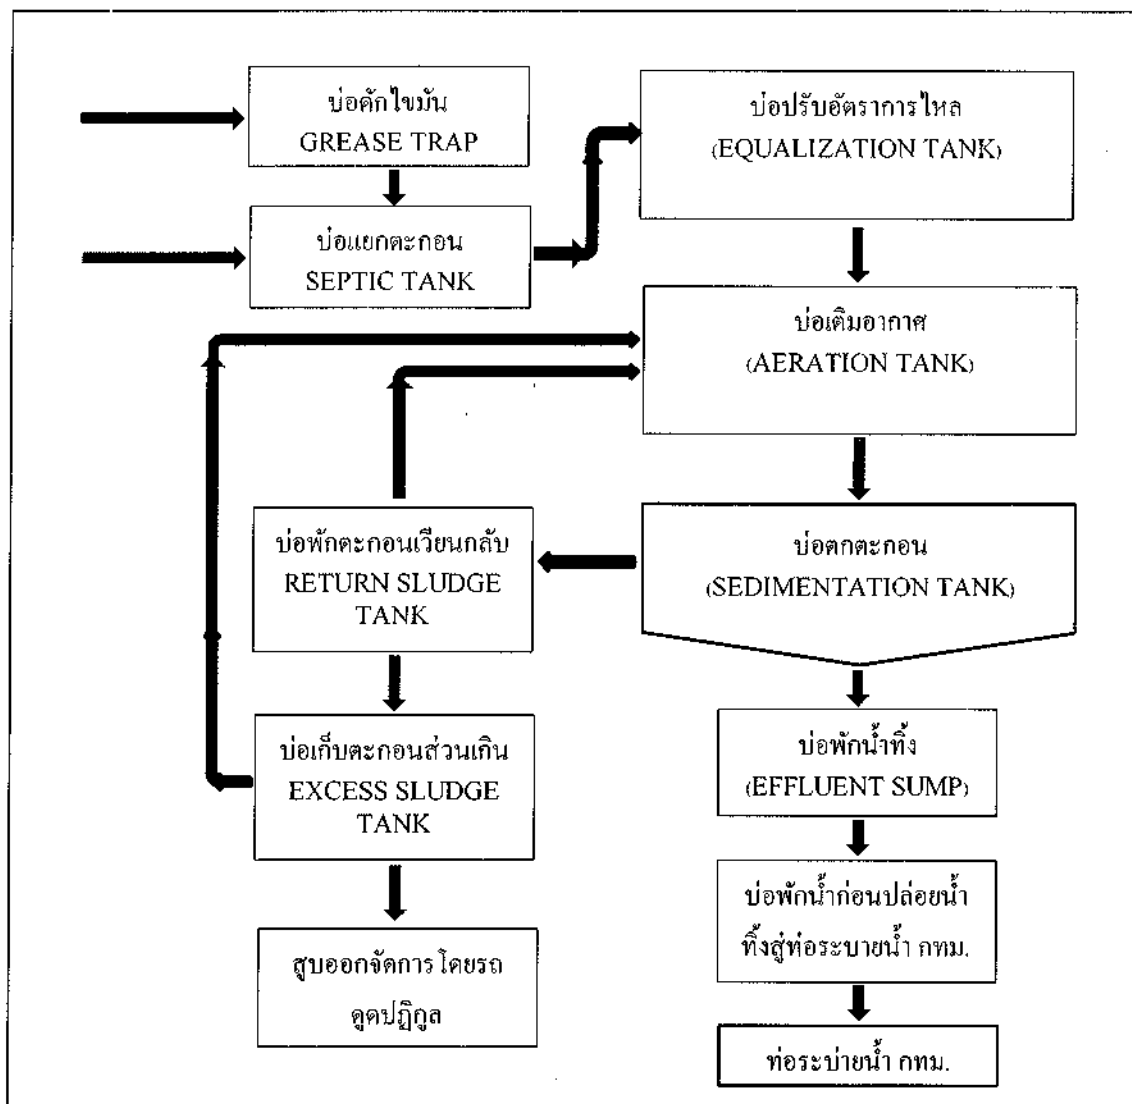 บ่อดักไขมัน
GREASE TRAP
บ่อแยกตะกอน
SEPTIC TANK
บ่อปรับอัตราการไหล
(EQUALIZATION TANK)
บ่อเติมอากาศ
(AERATION TANK)
บ่อตกตะกอน
(SEDIMENTATION TANK)
บ่อพักตะกอนเวียนกลับ
RETURN SLUDGE
TANK
บ่อเก็บตะกอนส่วนเกิน
EXCESS SLUDGE
TANK
สูบออกจัดการโดยรถ
ดูดปฏิกูล
บ่อพักน้ำทิ้ง
(EFFLUENT SUMP)
บ่อพักน้ำก่อนปล่อยน้ำ
ทิ้งสู่ท่อระบายน้ำ กทม.
ท่อระบ่ายน้ำ กทม.